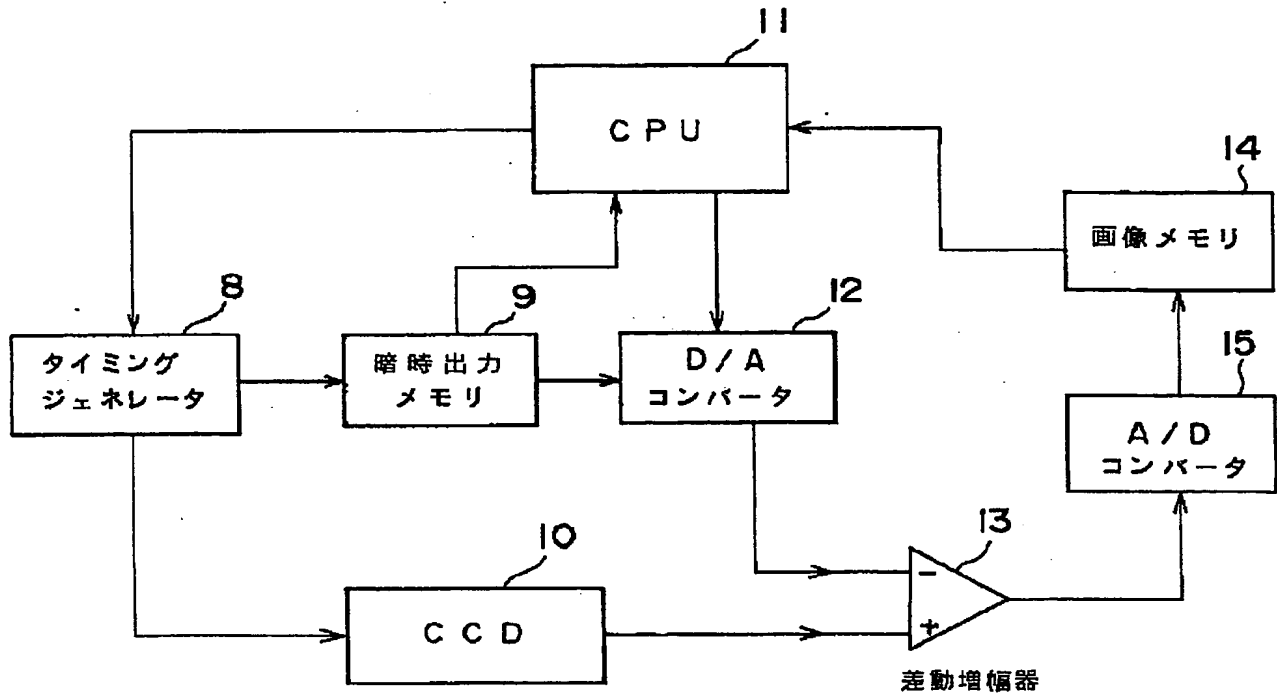 11
CPU
14
画像メモリ
8
タイミング
ジェネレータ
9
暗時出力
メモリ
12
D/A
コンバータ
15
A/D
コンバータ
10
CCD
13
-
+
差動増幅器